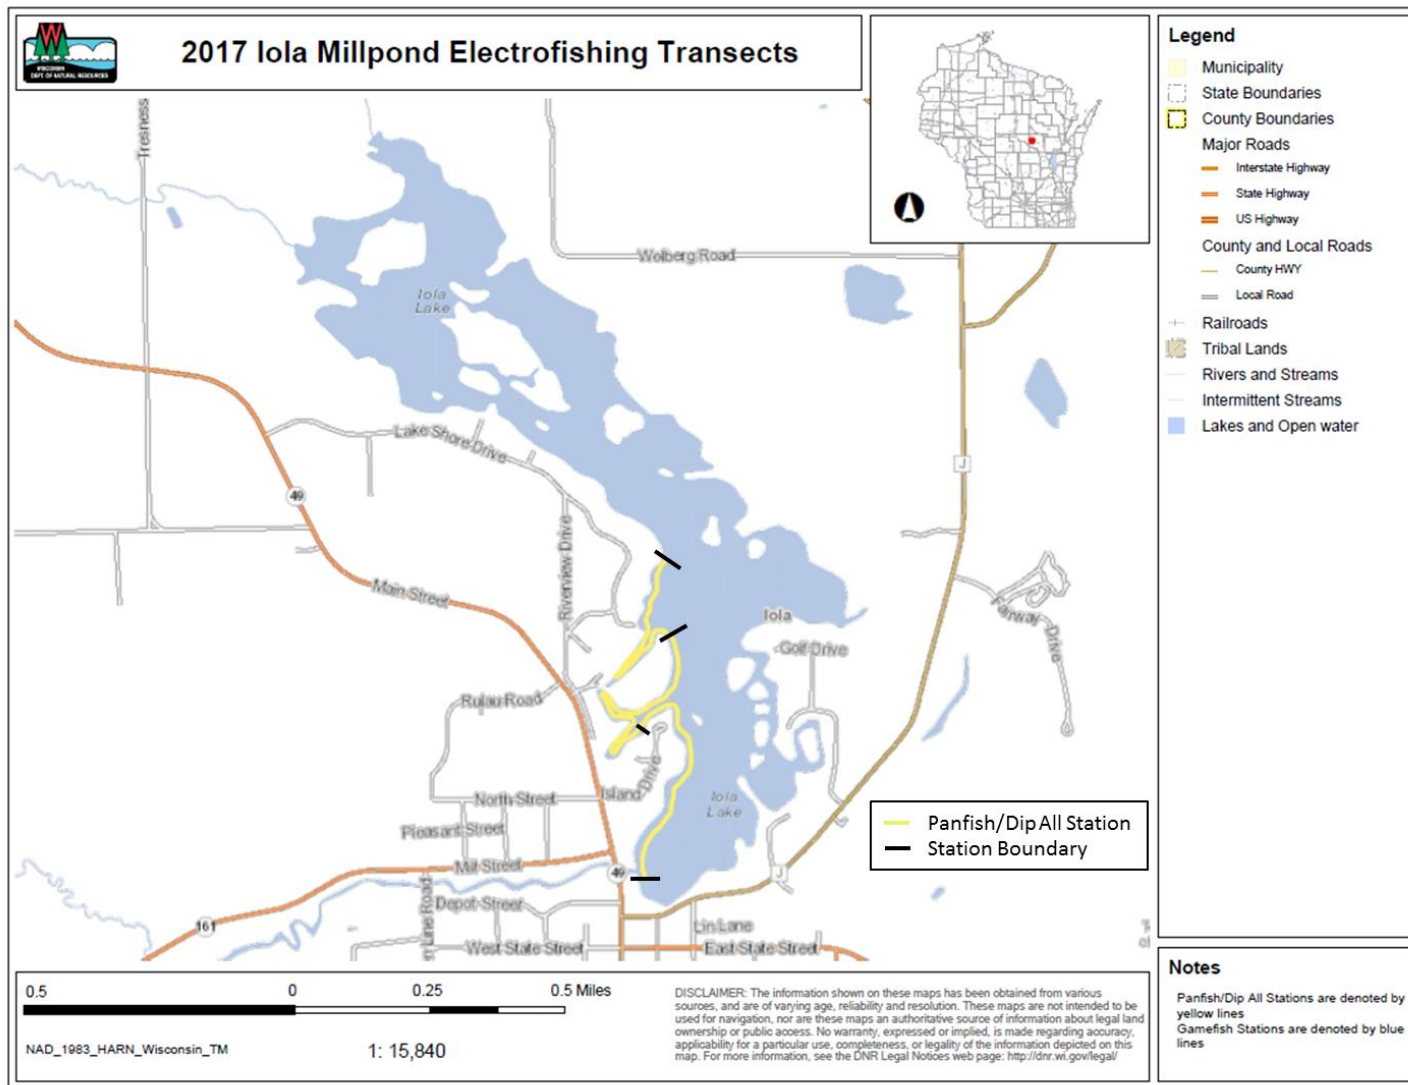 WISCONSIN
DEPT. OF NATURAL RESOURCES
2017 Iola Millpond Electrofishing Transects
Legend
Municipality
State Boundaries
County Boundaries
Major Roads
Interstate Highway
State Highway
US Highway
County and Local Roads
County HWY
Local Road
Railroads
Tribal Lands
Rivers and Streams
Intermittent Streams
Lakes and Open water
Tresness
Welberg Road
Iola
Lake
Lake Shore Drive
J
49
Riverview Drive
Main Street
Iola
Fairway Drive
Golf Drive
Rulau Road
Island Drive
North Street
Iola
Lake
Pleasant Street
Mill Street
49
J
Depot Street
n Line Road
161
Lin Lane
West State Street
East State Street
Panfish/Dip All Station
Station Boundary
0.5
0
0.25
0.5 Miles
NAD_1983_HARN_Wisconsin_TM
1: 15,840
DISCLAIMER: The information shown on these maps has been obtained from various
sources, and are of varying age, reliability and resolution. These maps are not intended to be
used for navigation, nor are these maps an authoritative source of information about legal land
ownership or public access. No warranty, expressed or implied, is made regarding accuracy,
applicability for a particular use, completeness, or legality of the information depicted on this
map. For more information, see the DNR Legal Notices web page: http://dnr.wi.gov/legal/
Notes
Panfish/Dip All Stations are denoted by
yellow lines
Gamefish Stations are denoted by blue
lines